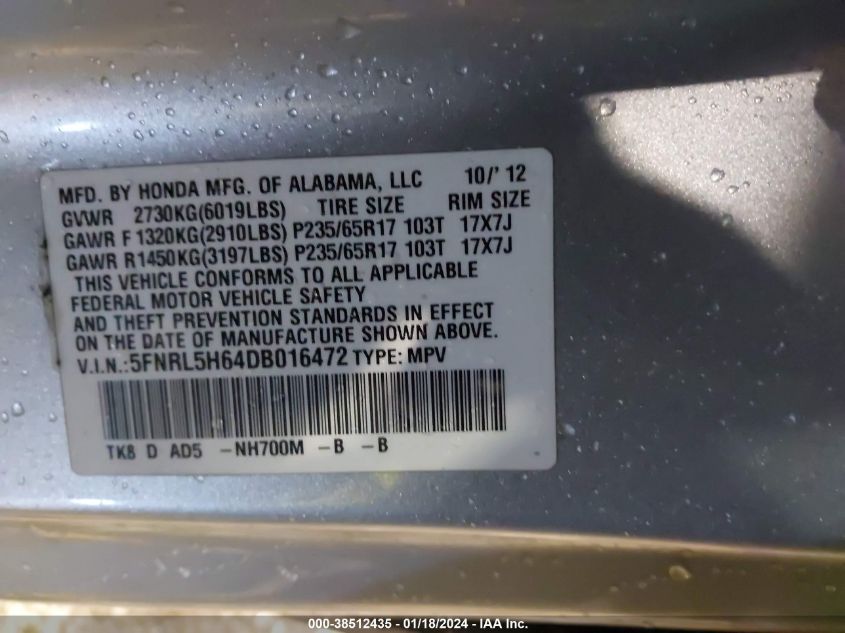 MFD. BY HONDA MFG. OF ALABAMA, LLC 10/' 12
GVWR 2730KG(6019LBS) TIRE SIZE RIM SIZE
GAWR F1320KG(2910LBS) P235/65R17 103T 17X7J
GAWR R1450KG(3197LBS) P235/65R17 103T 17X7J
THIS VEHICLE CONFORMS TO ALL APPLICABLE
FEDERAL MOTOR VEHICLE SAFETY
AND THEFT PREVENTION STANDARDS IN EFFECT
ON THE DATE OF MANUFACTURE SHOWN ABOVE.
V.I.N.:5FNRL5H64DB016472 TYPE: MPV
TK8 D AD5 -NH700M -B -B
000-38512435 - 01/18/2024 - IAA Inc.